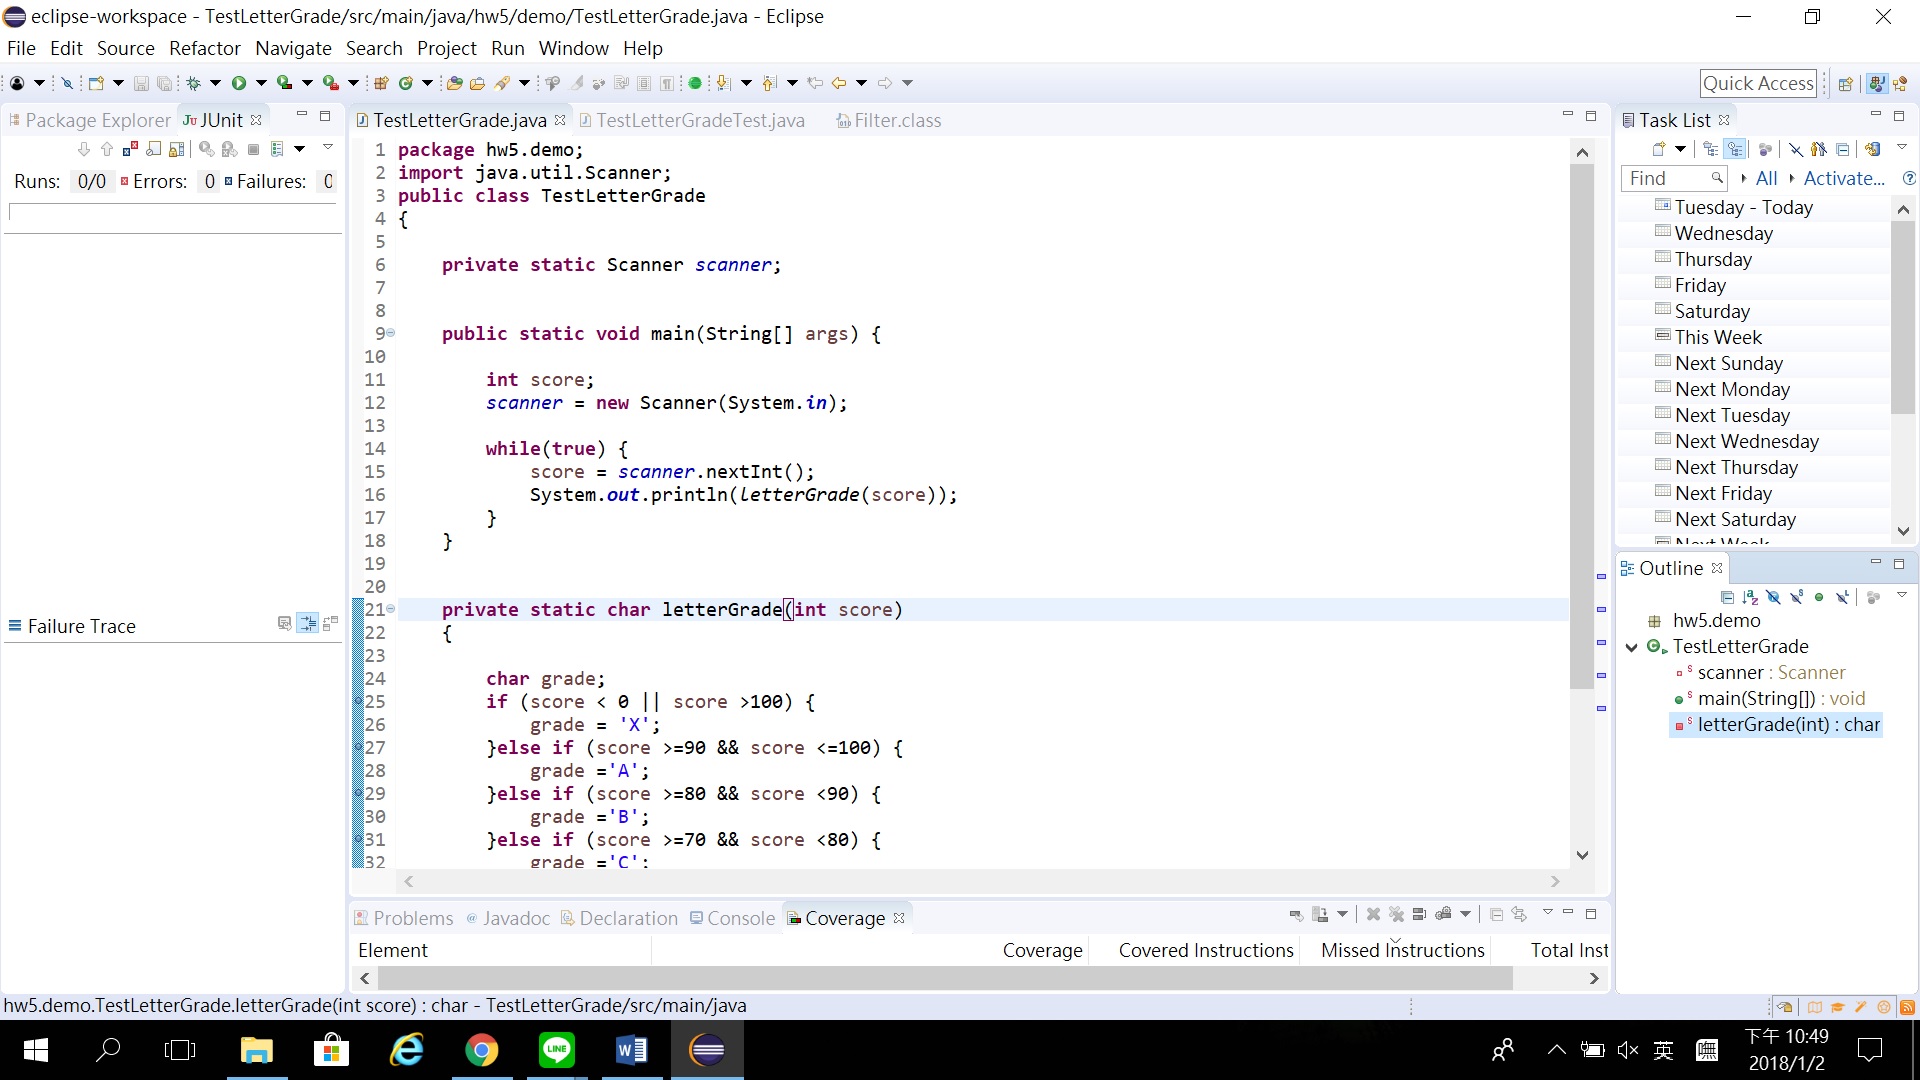 eclipse-workspace - TestLetterGrade/src/main/java/hw5/demo/TestLetterGrade.java - Eclipse
File Edit Source Refactor Navigate Search Project Run Window Help
Quick Access
Package Explorer JUnit
Runs: 0/0 Errors: 0 Failures: 0
Failure Trace
TestLetterGrade.java TestLetterGradeTest.java Filter.class
1 package hw5.demo;
2 import java.util.Scanner;
3 public class TestLetterGrade
4 {
5
6 private static Scanner scanner;
7
8
9 public static void main(String[] args) {
10
11 int score;
12 scanner = new Scanner(System.in);
13
14 while(true) {
15 score = scanner.nextInt();
16 System.out.println(letterGrade(score));
17 }
18 }
19
20
21 private static char letterGrade(int score)
22 {
23
24 char grade;
25 if (score < 0 || score >100) {
26 grade = 'X';
27 }else if (score >=90 && score <=100) {
28 grade ='A';
29 }else if (score >=80 && score <90) {
30 grade ='B';
31 }else if (score >=70 && score <80) {
32 grade ='C';
Problems Javadoc Declaration Console Coverage
Element Coverage Covered Instructions Missed Instructions Total Inst
Task List
Find All Activate...
Tuesday - Today
Wednesday
Thursday
Friday
Saturday
This Week
Next Sunday
Next Monday
Next Tuesday
Next Wednesday
Next Thursday
Next Friday
Next Saturday
Next Week
Outline
hw5.demo
TestLetterGrade
scanner : Scanner
main(String[]) : void
letterGrade(int) : char
hw5.demo.TestLetterGrade.letterGrade(int score) : char - TestLetterGrade/src/main/java
LINE
英
下午 10:49
2018/1/2